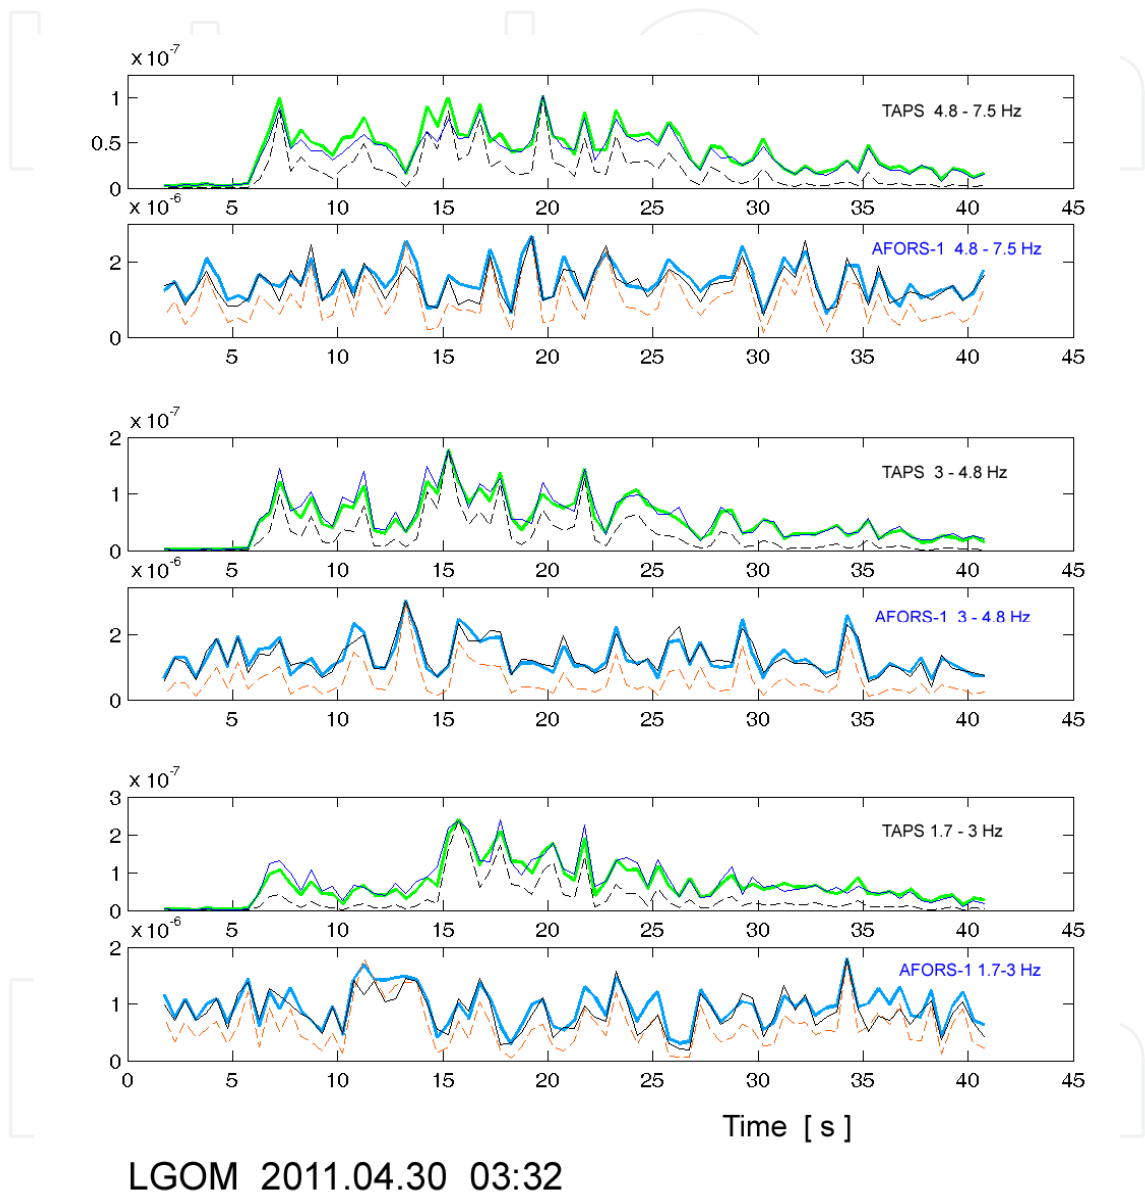 x 10-7
1
0.5
0
TAPS 4.8 - 7.5 Hz
x 10-6 5 10 15 20 25 30 35 40 45
2
0
AFORS-1 4.8 - 7.5 Hz
5 10 15 20 25 30 35 40 45
x 10-7
2
1
0
TAPS 3 - 4.8 Hz
x 10-6 5 10 15 20 25 30 35 40 45
2
0
AFORS-1 3 - 4.8 Hz
5 10 15 20 25 30 35 40 45
x 10-7
3
2
1
0
TAPS 1.7 - 3 Hz
x 10-6 5 10 15 20 25 30 35 40 45
2
1
0
AFORS-1 1.7-3 Hz
0 5 10 15 20 25 30 35 40 45
Time [ s ]
LGOM 2011.04.30 03:32